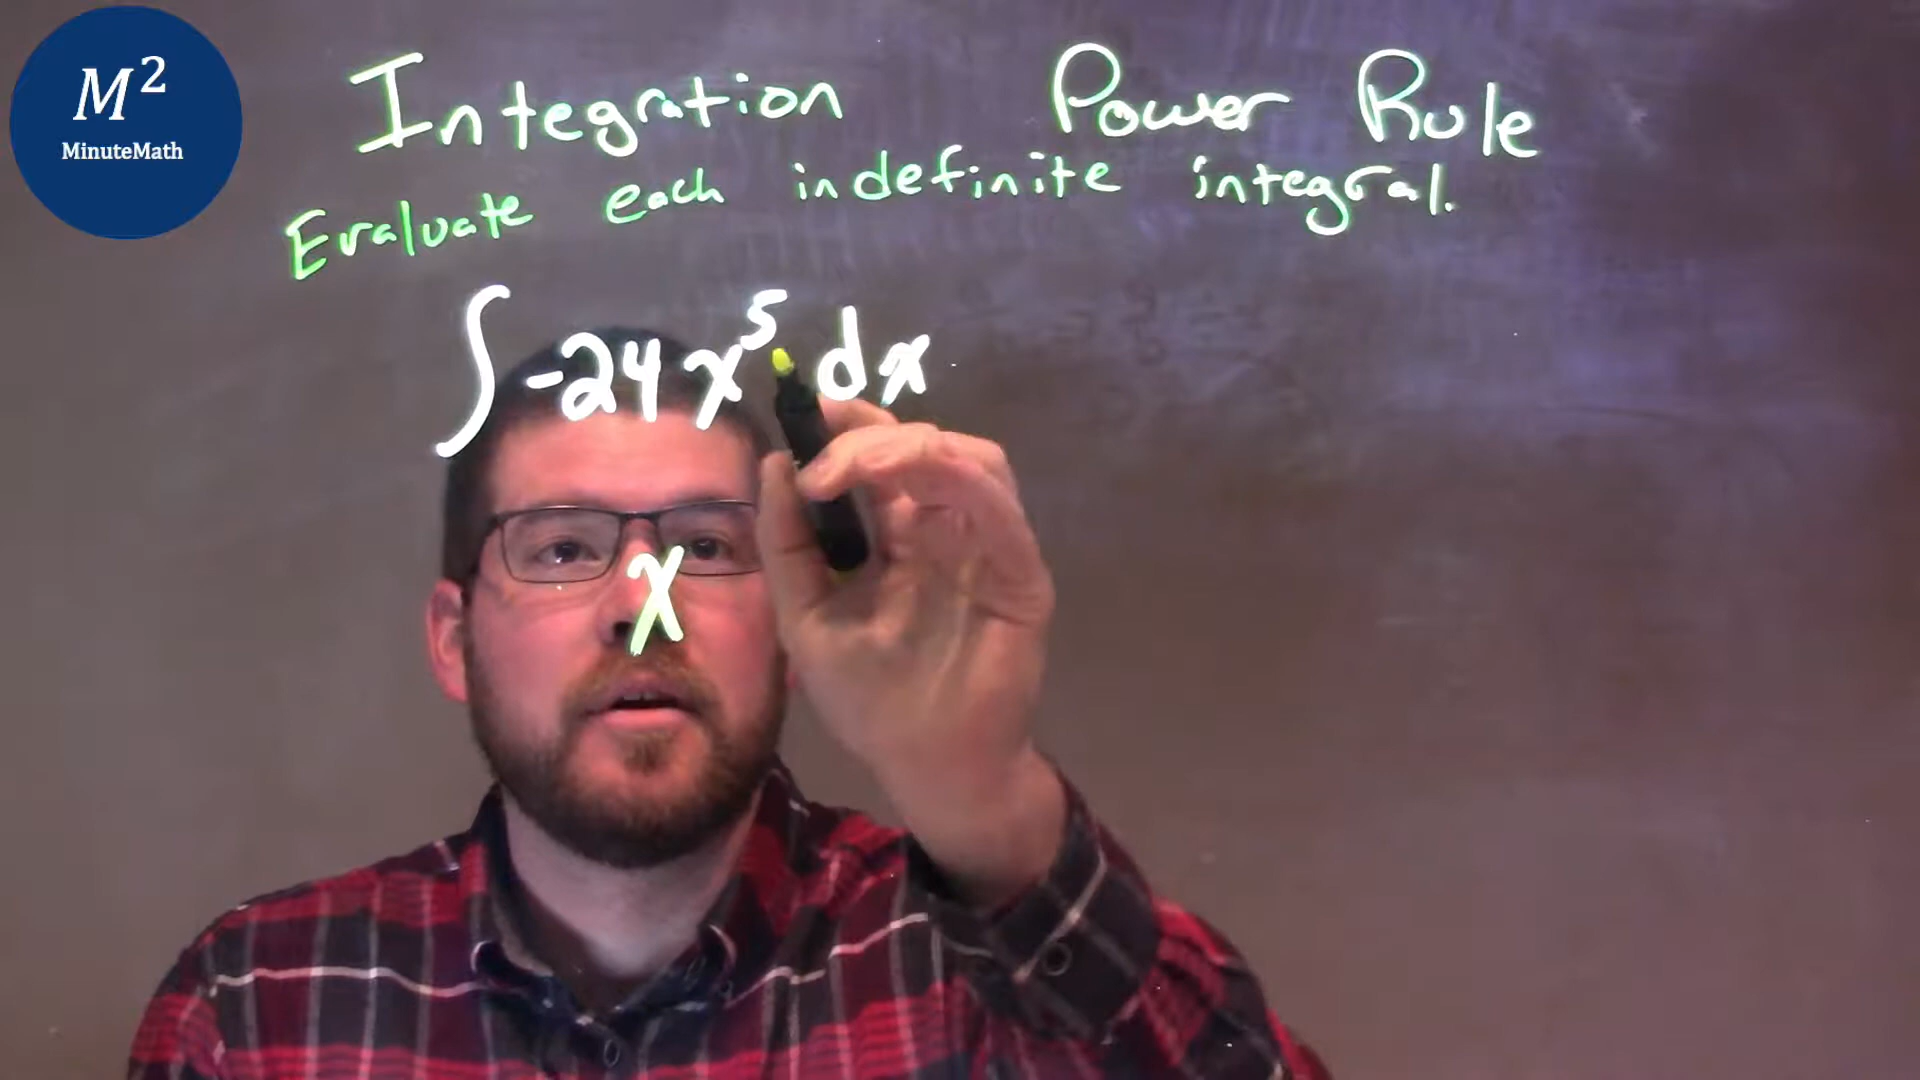 M²
MinuteMath
Integration Power Rule
Evaluate each indefinite integral.
∫-24x⁵ dx
x